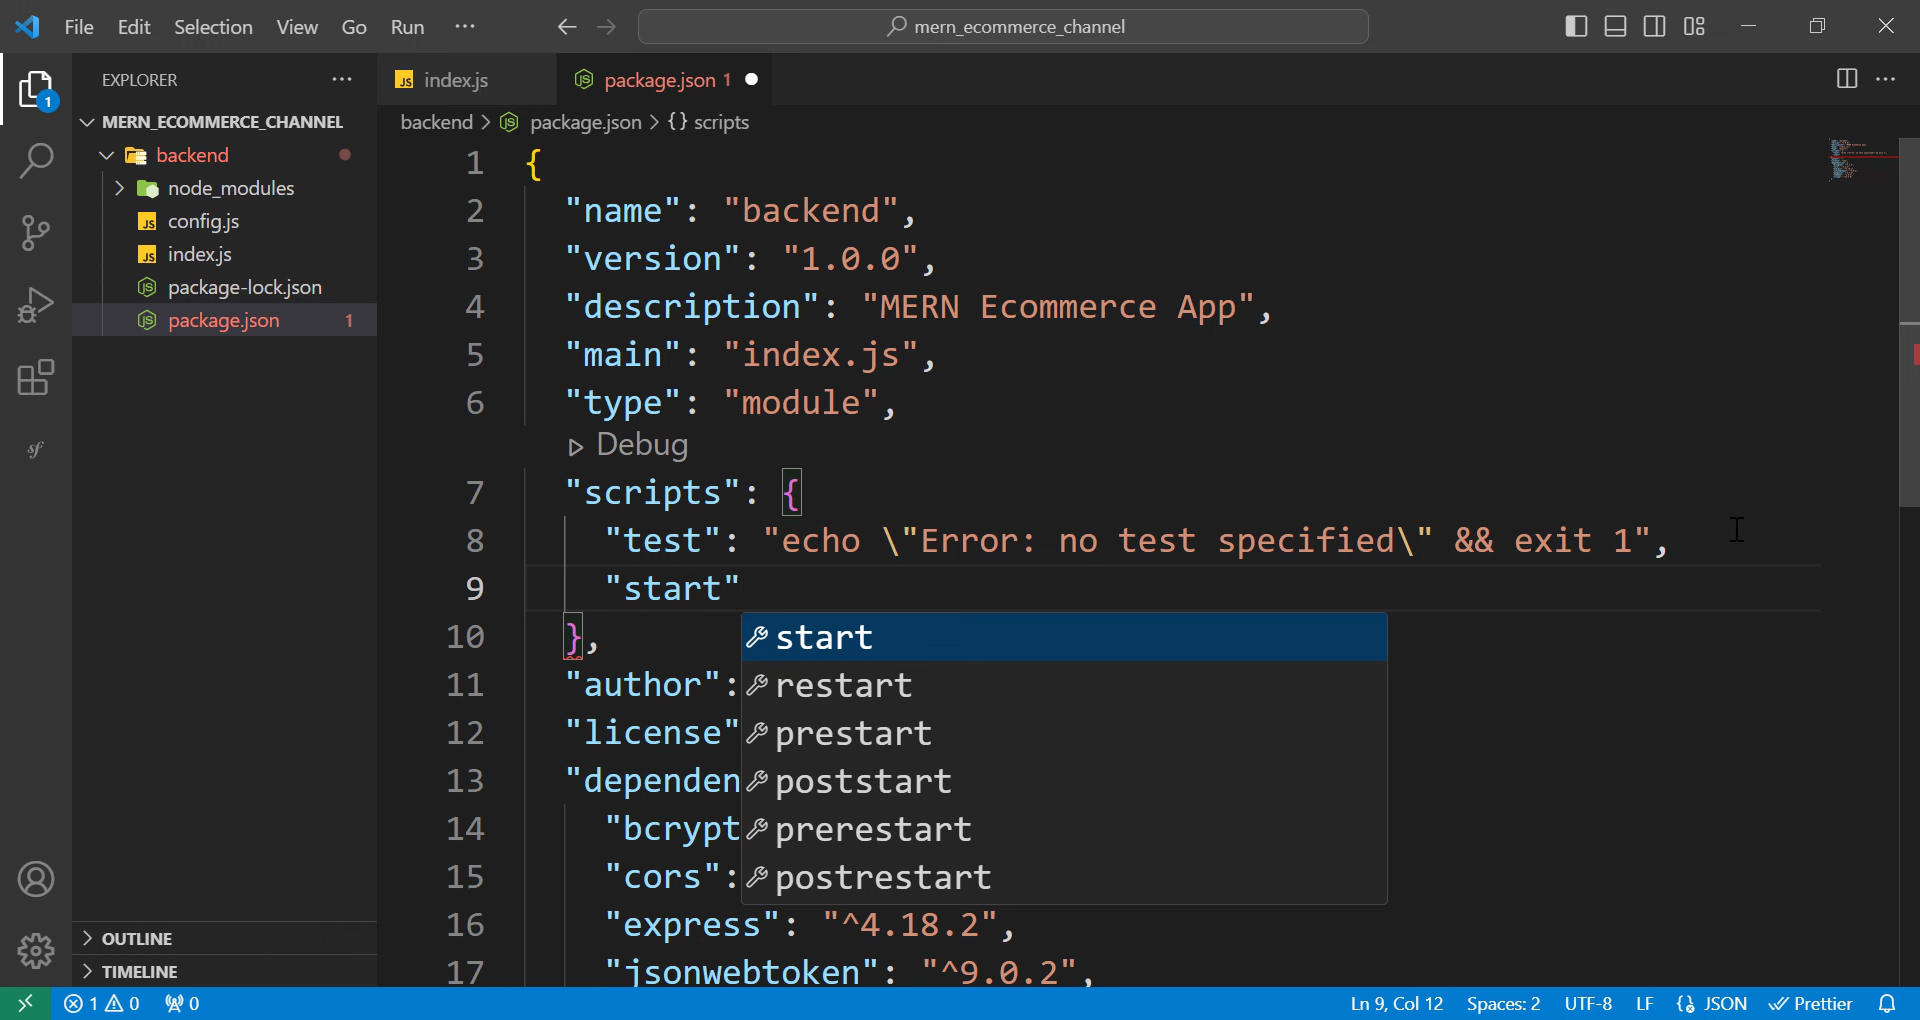 File Edit Selection View Go Run ··· mern_ecommerce_channel
EXPLORER
index.js
package.json 1
MERN_ECOMMERCE_CHANNEL
backend > package.json > {} scripts
backend
node_modules
config.js
index.js
package-lock.json
package.json 1
1 {
2 "name": "backend",
3 "version": "1.0.0",
4 "description": "MERN Ecommerce App",
5 "main": "index.js",
6 "type": "module",
Debug
7 "scripts": {
8 "test": "echo \"Error: no test specified\" && exit 1",
9 "start"
10 },
11 "author":
12 "license"
13 "dependen
14 "bcrypt
15 "cors":
16 "express": "^4.18.2",
17 "jsonwebtoken": "^9.0.2",
start
restart
prestart
poststart
prerestart
postrestart
1
sf
OUTLINE
TIMELINE
1 0 0 Ln 9, Col 12 Spaces: 2 UTF-8 LF {} JSON Prettier